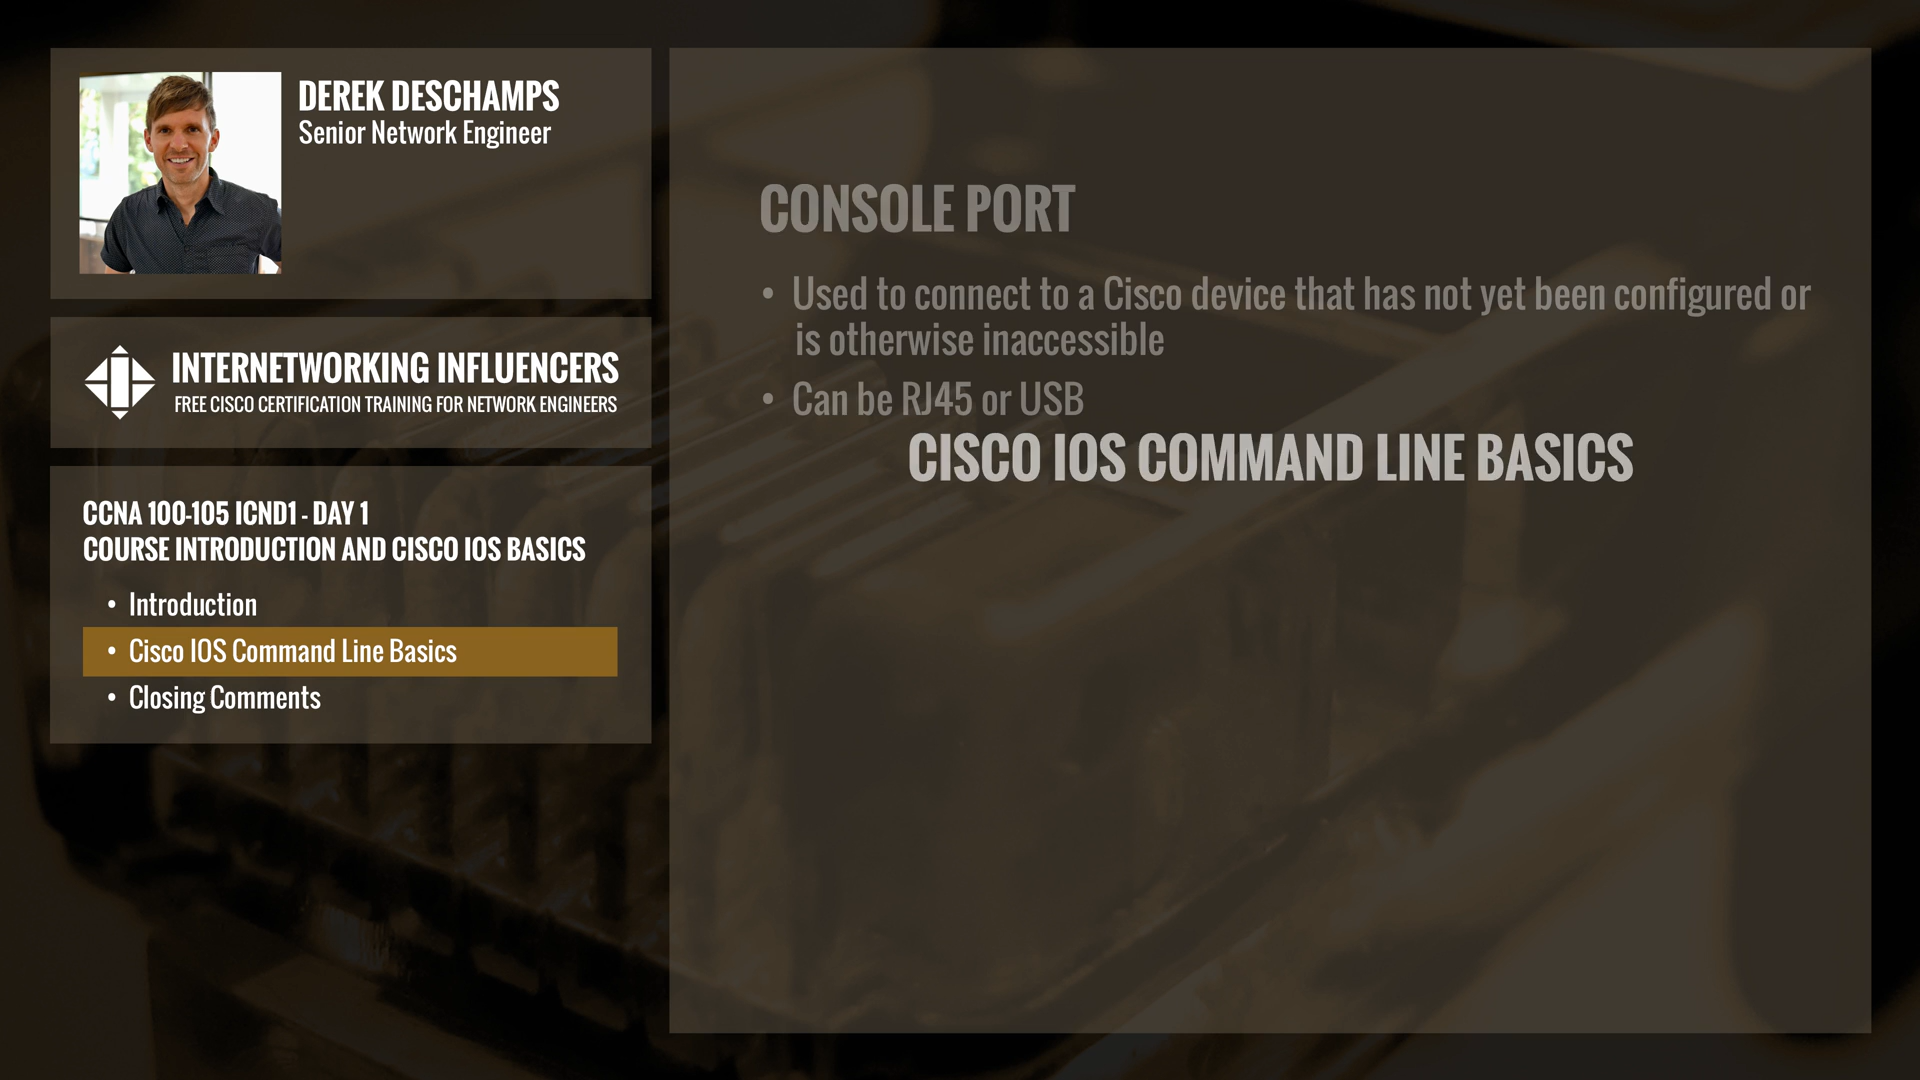 DEREK DESCHAMPS
Senior Network Engineer
INTERNETWORKING INFLUENCERS
FREE CISCO CERTIFICATION TRAINING FOR NETWORK ENGINEERS
CCNA 100-105 ICND1 - DAY 1
COURSE INTRODUCTION AND CISCO IOS BASICS
• Introduction
• Cisco IOS Command Line Basics
• Closing Comments
CONSOLE PORT
• Used to connect to a Cisco device that has not yet been configured or
is otherwise inaccessible
• Can be RJ45 or USB
CISCO IOS COMMAND LINE BASICS